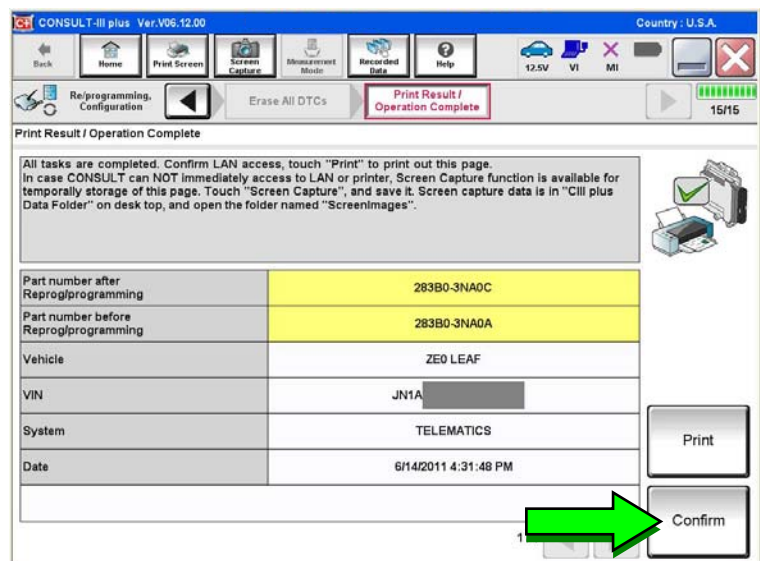 CONSULT-III plus Ver.V06.12.00 Country : U.S.A.
Back Home Print Screen Screen Capture Measurement Mode Recorded Data Help 12.5V VI MI
Re/programming, Configuration Erase All DTCs Print Result / Operation Complete 15/15
Print Result / Operation Complete
All tasks are completed. Confirm LAN access, touch "Print" to print out this page.
In case CONSULT can NOT immediately access to LAN or printer, Screen Capture function is available for
temporally storage of this page. Touch "Screen Capture", and save it. Screen capture data is in "CIII plus
Data Folder" on desk top, and open the folder named "ScreenImages".
Part number after
Reprog/programming
283B0-3NA0C
Part number before
Reprog/programming
283B0-3NA0A
Vehicle ZE0 LEAF
VIN JN1A
System TELEMATICS
Date 6/14/2011 4:31:48 PM
Print
Confirm
1